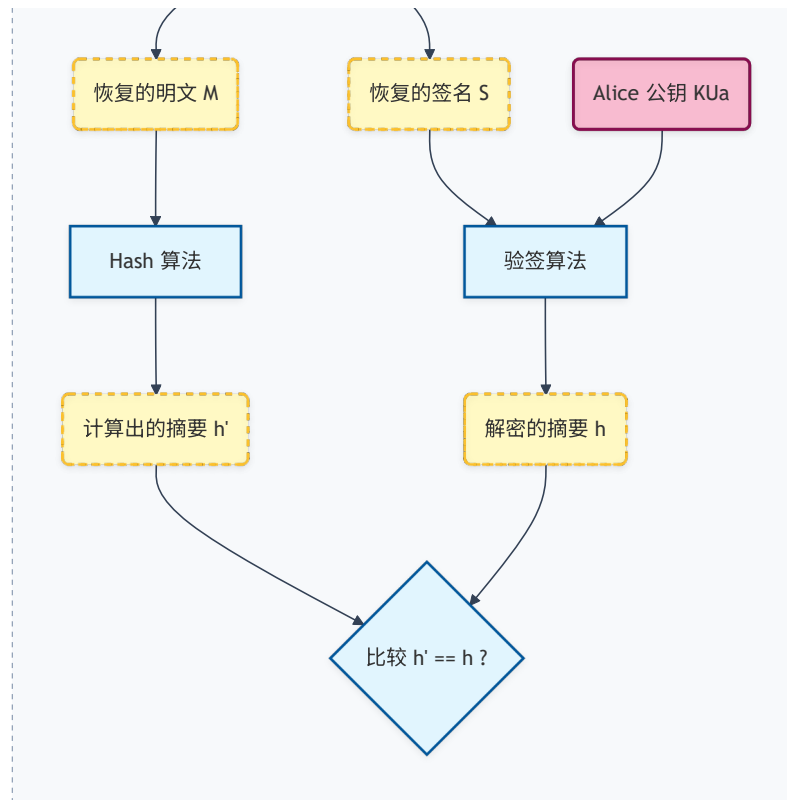 恢复的明文 M
恢复的签名 S
Alice 公钥 KUa
Hash 算法
验签算法
计算出的摘要 h'
解密的摘要 h
比较 h' == h ?